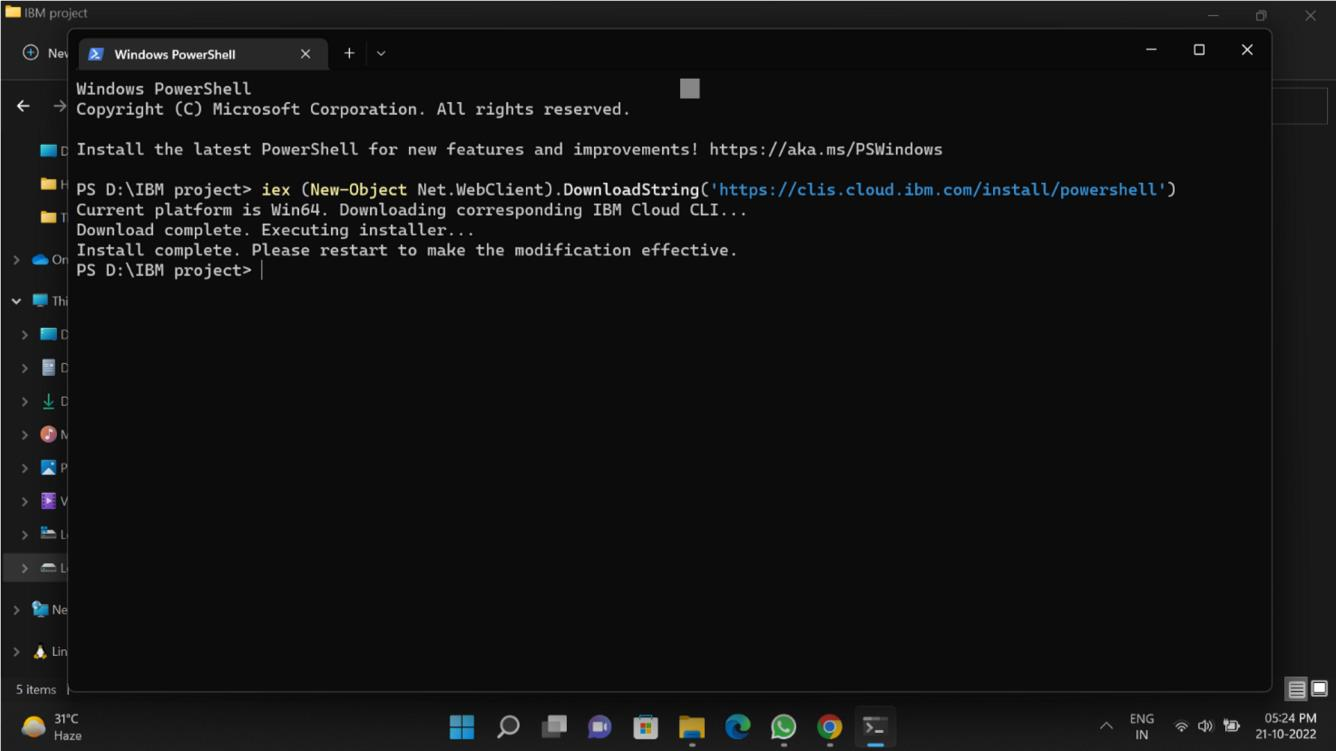 IBM project
Windows PowerShell
Windows PowerShell
Copyright (C) Microsoft Corporation. All rights reserved.
Install the latest PowerShell for new features and improvements! https://aka.ms/PSWindows
PS D:\IBM project> iex (New-Object Net.WebClient).DownloadString('https://clis.cloud.ibm.com/install/powershell')
Current platform is Win64. Downloading corresponding IBM Cloud CLI...
Download complete. Executing installer...
Install complete. Please restart to make the modification effective.
PS D:\IBM project>
5 items
31°C
Haze
ENG
IN
05:24 PM
21-10-2022